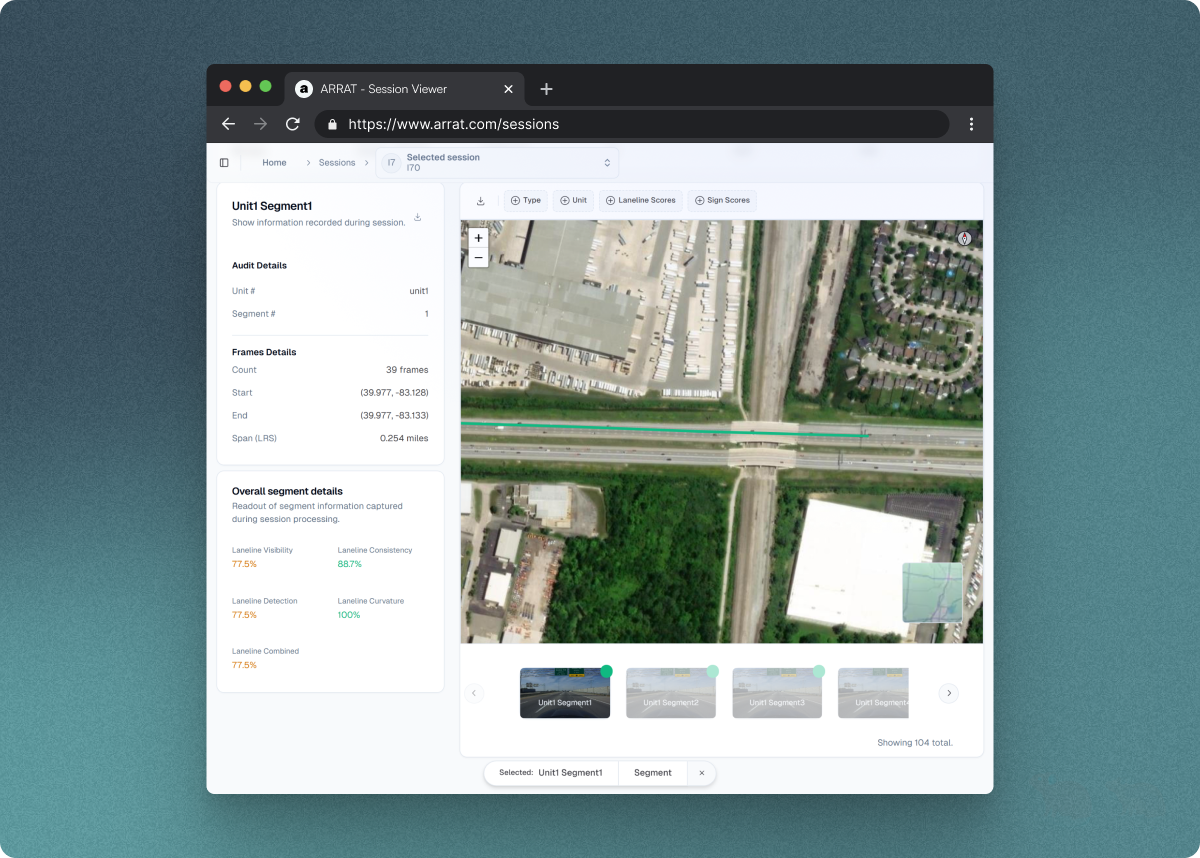 a ARRAT - Session Viewer
https://www.arrat.com/sessions
Home Sessions I7 Selected session
I70
Unit1 Segment1
Show information recorded during session.
Audit Details
Unit # unit1
Segment # 1
Frames Details
Count 39 frames
Start (39.977, -83.128)
End (39.977, -83.133)
Span (LRS) 0.254 miles
Overall segment details
Readout of segment information captured
during session processing.
Laneline Visibility Laneline Consistency
77.5% 88.7%
Laneline Detection Laneline Curvature
77.5% 100%
Laneline Combined
77.5%
Type Unit Laneline Scores Sign Scores
+
−
Unit1 Segment1 Unit1 Segment2 Unit1 Segment3 Unit1 Segment
Showing 104 total.
Selected: Unit1 Segment1 Segment ×